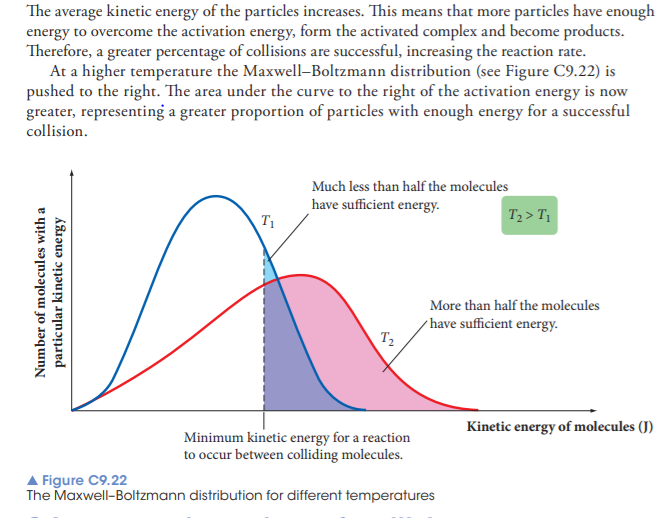 The average kinetic energy of the particles increases. This means that more particles have enough
energy to overcome the activation energy, form the activated complex and become products.
Therefore, a greater percentage of collisions are successful, increasing the reaction rate.
At a higher temperature the Maxwell–Boltzmann distribution (see Figure C9.22) is
pushed to the right. The area under the curve to the right of the activation energy is now
greater, representing a greater proportion of particles with enough energy for a successful
collision.
Much less than half the molecules
have sufficient energy.
T₁
T₂ > T₁
Number of molecules with a
particular kinetic energy
More than half the molecules
have sufficient energy.
T₂
Kinetic energy of molecules (J)
Minimum kinetic energy for a reaction
to occur between colliding molecules.
▲ Figure C9.22
The Maxwell–Boltzmann distribution for different temperatures